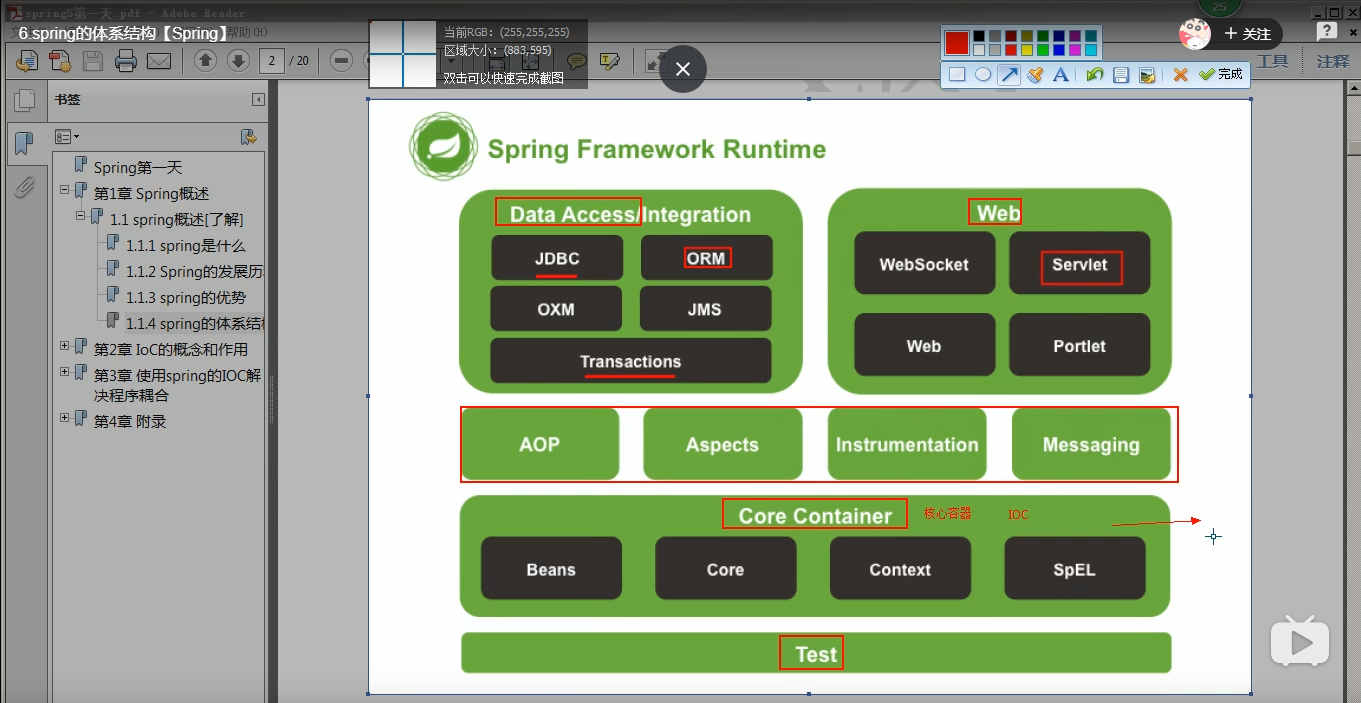 spring5第一天.pdf - Adobe Reader
6.spring的体系结构【Spring】
帮助(H)
当前RGB: (255,255,255)
区域大小: (883,595)
双击可以快速完成截图
25
+ 关注
?
2 / 20
完成
工具
注释
书签
Spring第一天
第1章 Spring概述
1.1 spring概述[了解]
1.1.1 spring是什么
1.1.2 Spring的发展历
1.1.3 spring的优势
1.1.4 spring的体系结
第2章 IoC的概念和作用
第3章 使用spring的IOC解
决程序耦合
第4章 附录
Spring Framework Runtime
Data Access/Integration
JDBC
ORM
OXM
JMS
Transactions
Web
WebSocket
Servlet
Web
Portlet
AOP
Aspects
Instrumentation
Messaging
Core Container
核心容器
IOC
Beans
Core
Context
SpEL
Test